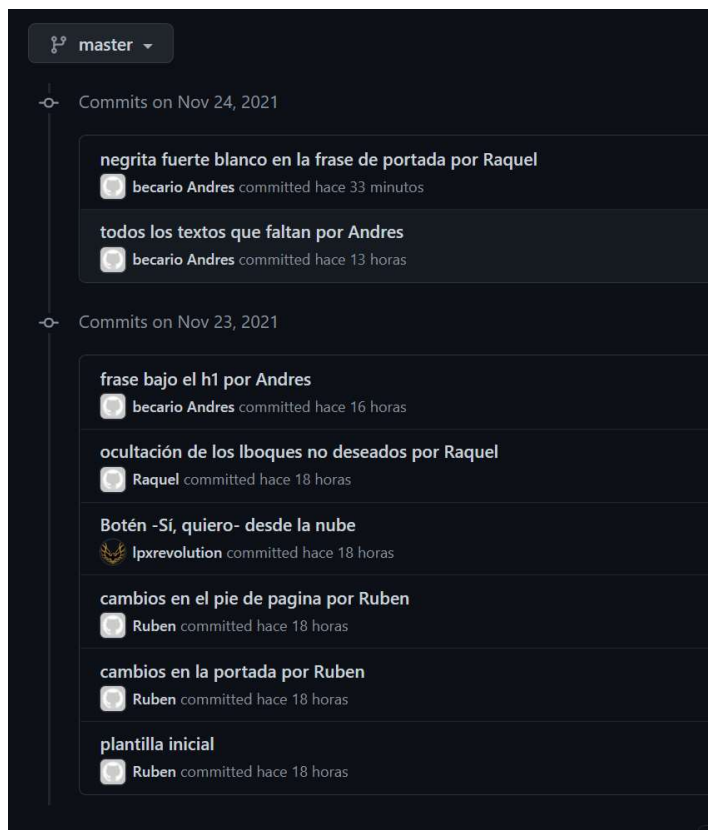 master
Commits on Nov 24, 2021
negrita fuerte blanco en la frase de portada por Raquel
becario Andres committed hace 33 minutos
todos los textos que faltan por Andres
becario Andres committed hace 13 horas
Commits on Nov 23, 2021
frase bajo el h1 por Andres
becario Andres committed hace 16 horas
ocultación de los lboques no deseados por Raquel
Raquel committed hace 18 horas
Botén -Sí, quiero- desde la nube
lpxrevolution committed hace 18 horas
cambios en el pie de pagina por Ruben
Ruben committed hace 18 horas
cambios en la portada por Ruben
Ruben committed hace 18 horas
plantilla inicial
Ruben committed hace 18 horas